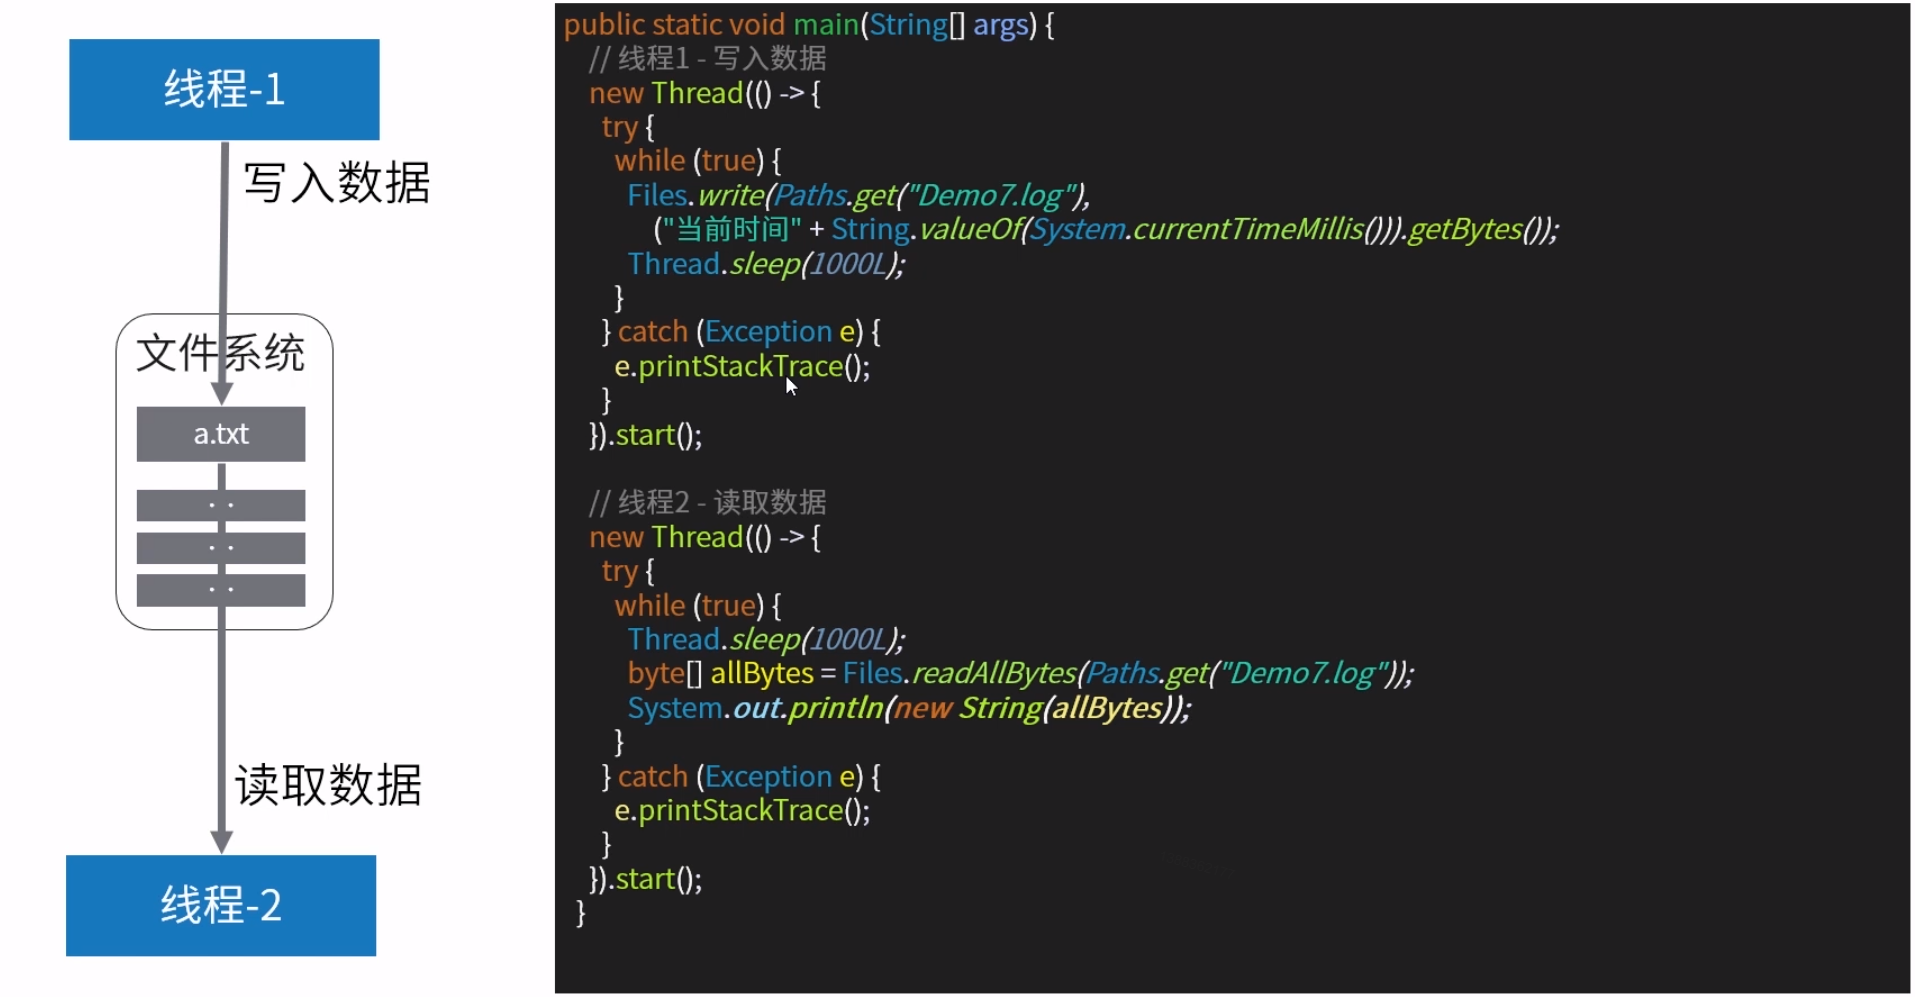 线程-1
写入数据
文件系统
a.txt
. .
. .
. .
读取数据
线程-2
public static void main(String[] args) {
// 线程1 - 写入数据
new Thread(() -> {
try {
while (true) {
Files.write(Paths.get("Demo7.log"),
("当前时间" + String.valueOf(System.currentTimeMillis())).getBytes());
Thread.sleep(1000L);
}
} catch (Exception e) {
e.printStackTrace();
}
}).start();
// 线程2 - 读取数据
new Thread(() -> {
try {
while (true) {
Thread.sleep(1000L);
byte[] allBytes = Files.readAllBytes(Paths.get("Demo7.log"));
System.out.println(new String(allBytes));
}
} catch (Exception e) {
e.printStackTrace();
}
}).start();
}